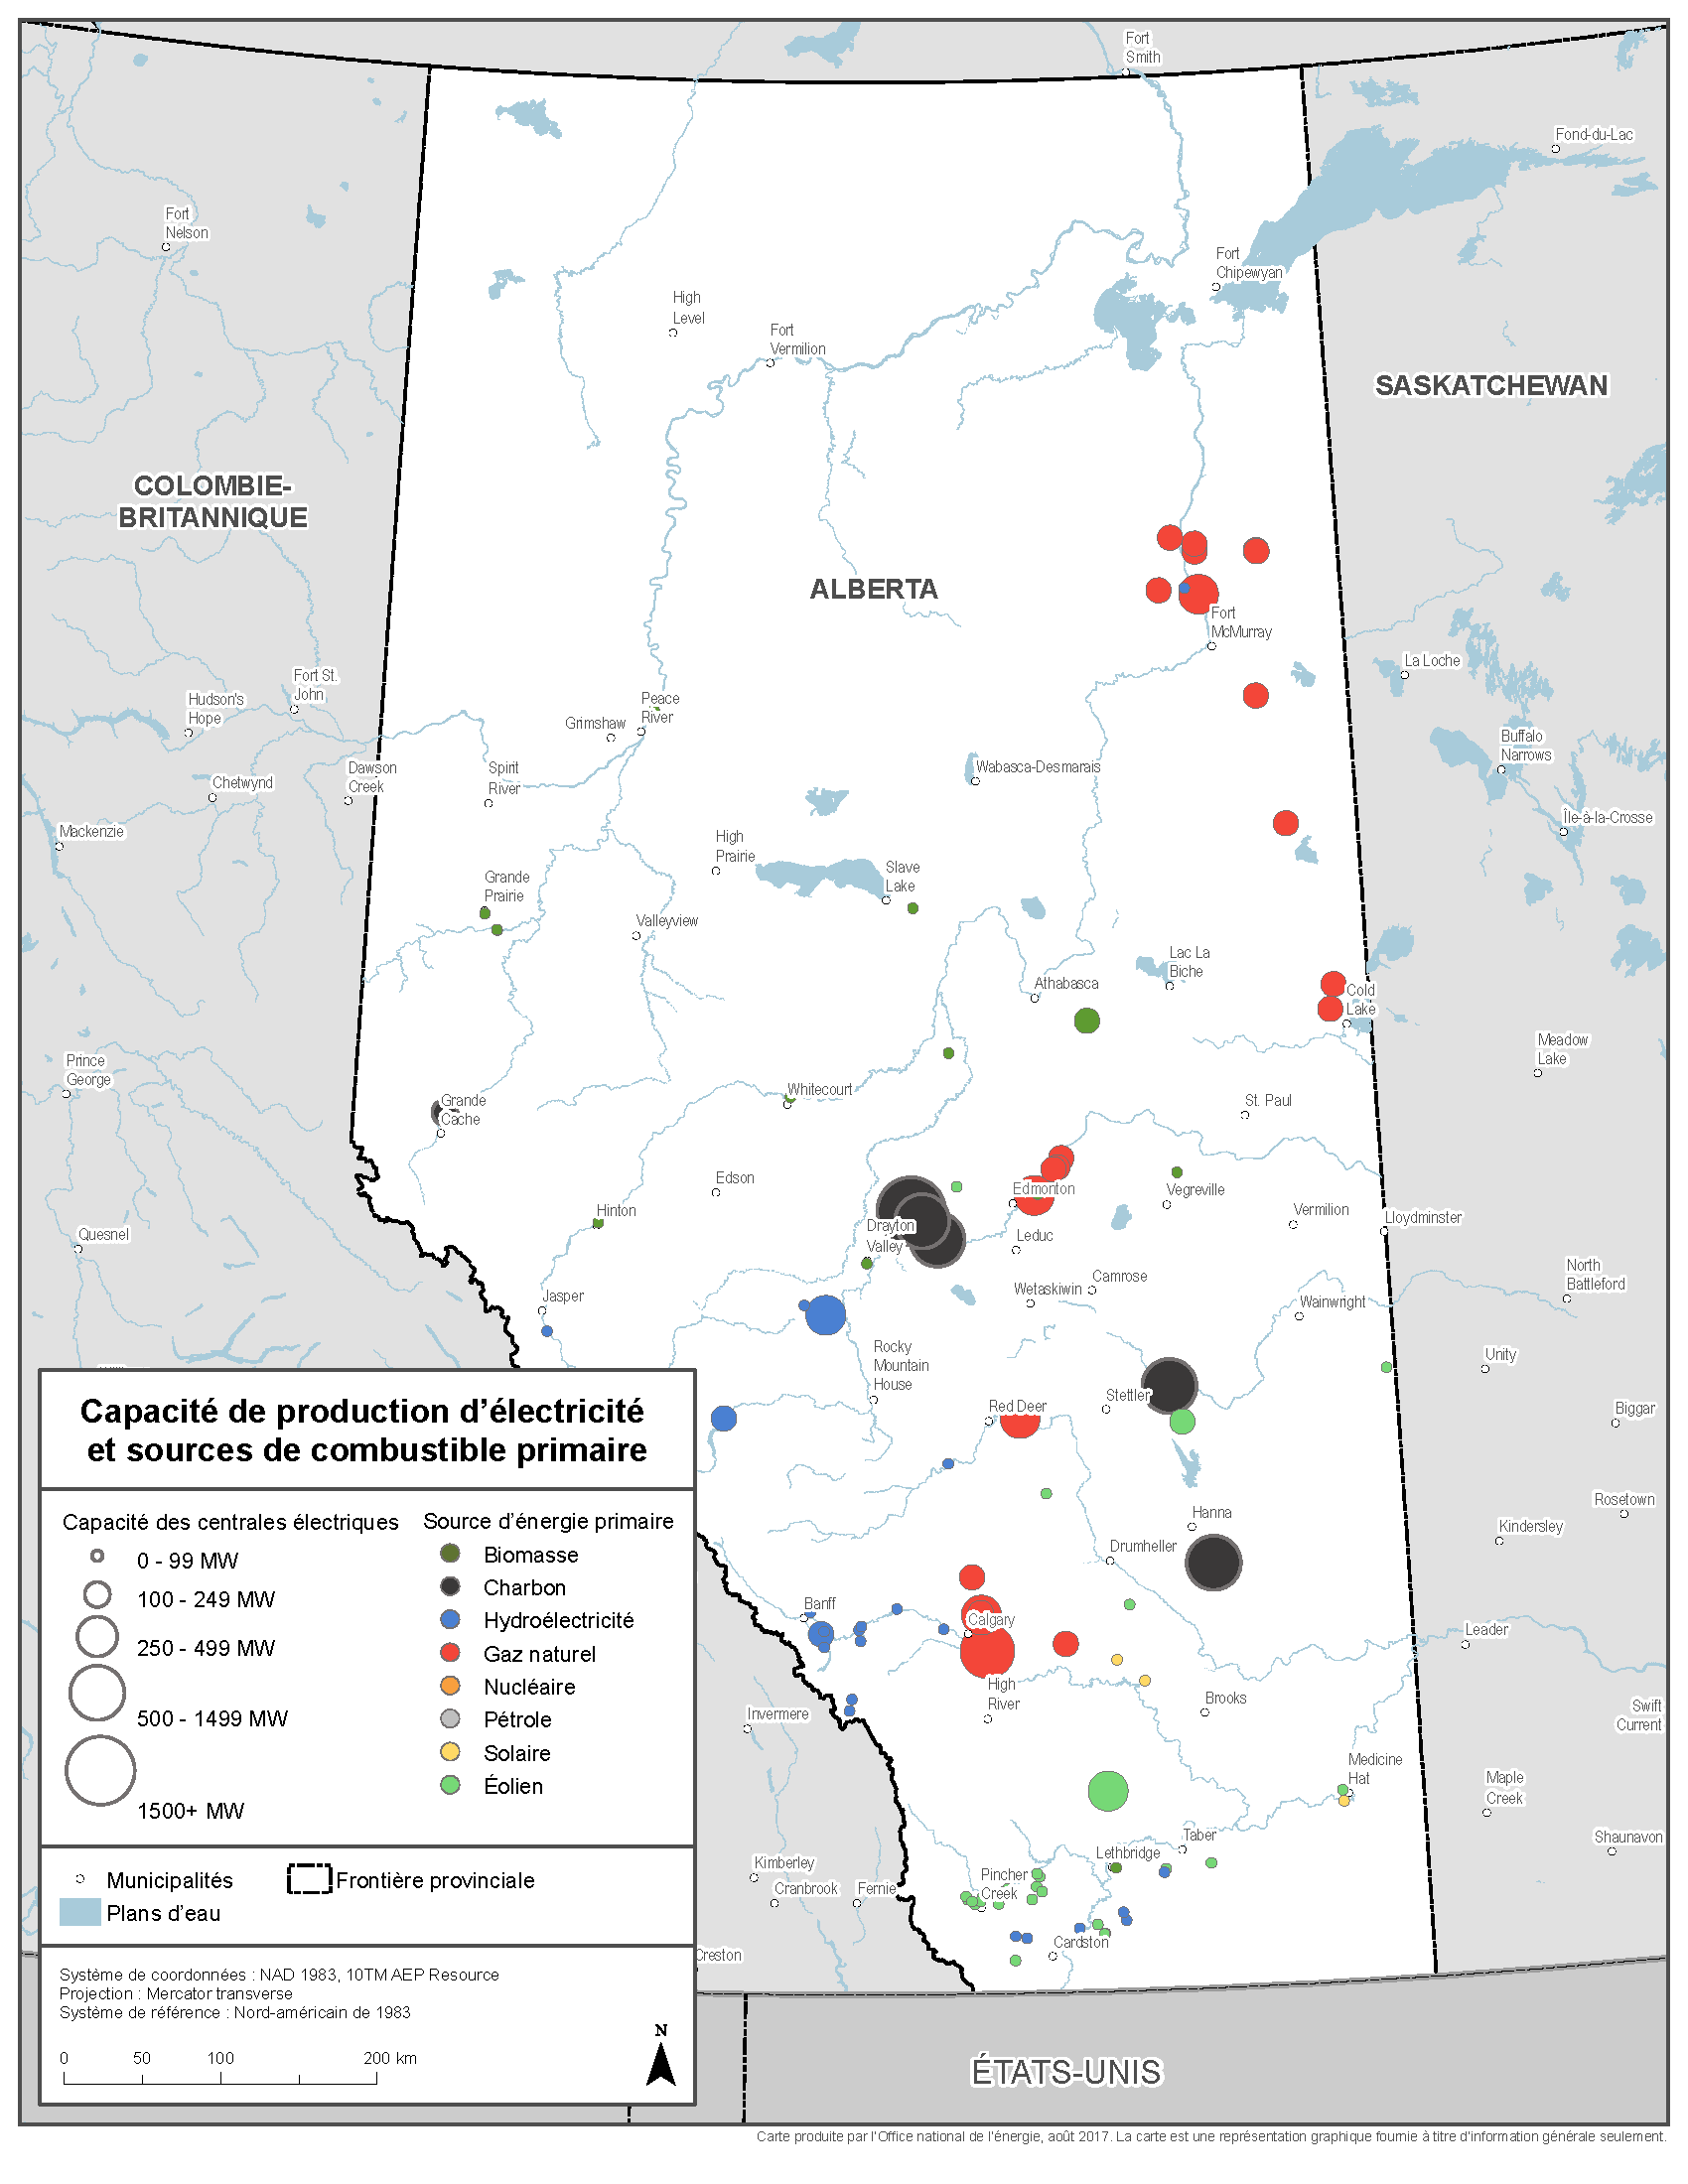 Fort
Smith
Fond-du-Lac
Fort
Nelson
Fort
Chipewyan
High
Level
Fort
Vermilion
SASKATCHEWAN
COLOMBIE-
BRITANNIQUE
ALBERTA
Fort
McMurray
La Loche
Fort St.
John
Hudson's
Hope
Peace
River
Grimshaw
Buffalo
Narrows
Dawson
Creek
Spirit
River
Wabasca-Desmarais
Chetwynd
Mackenzie
Île-à-la-Crosse
High
Prairie
Slave
Lake
Grande
Prairie
Valleyview
Lac La
Biche
Athabasca
Cold
Lake
Meadow
Lake
Prince
George
Whitecourt
Grande
Cache
St. Paul
Edson
Edmonton
Vegreville
Hinton
Vermilion
Lloydminster
Quesnel
Drayton
Valley
Leduc
North
Battleford
Wetaskiwin
Camrose
Jasper
Wainwright
Rocky
Mountain
House
Unity
Stettler
Red Deer
Biggar
Rosetown
Hanna
Kindersley
Drumheller
Banff
Calgary
Leader
High
River
Brooks
Swift
Current
Invermere
Medicine
Hat
Maple
Creek
Taber
Shaunavon
Lethbridge
Kimberley
Pincher
Creek
Cranbrook
Fernie
Cardston
Creston
ÉTATS-UNIS
Capacité de production d'électricité
et sources de combustible primaire
Capacité des centrales électriques
0 - 99 MW
100 - 249 MW
250 - 499 MW
500 - 1499 MW
1500+ MW
Source d'énergie primaire
Biomasse
Charbon
Hydroélectricité
Gaz naturel
Nucléaire
Pétrole
Solaire
Éolien
Municipalités
Frontière provinciale
Plans d'eau
Système de coordonnées : NAD 1983, 10TM AEP Resource
Projection : Mercator transverse
Système de référence : Nord-américain de 1983
N
0 50 100 200 km
Carte produite par l'Office national de l'énergie, août 2017. La carte est une représentation graphique fournie à titre d'information générale seulement.